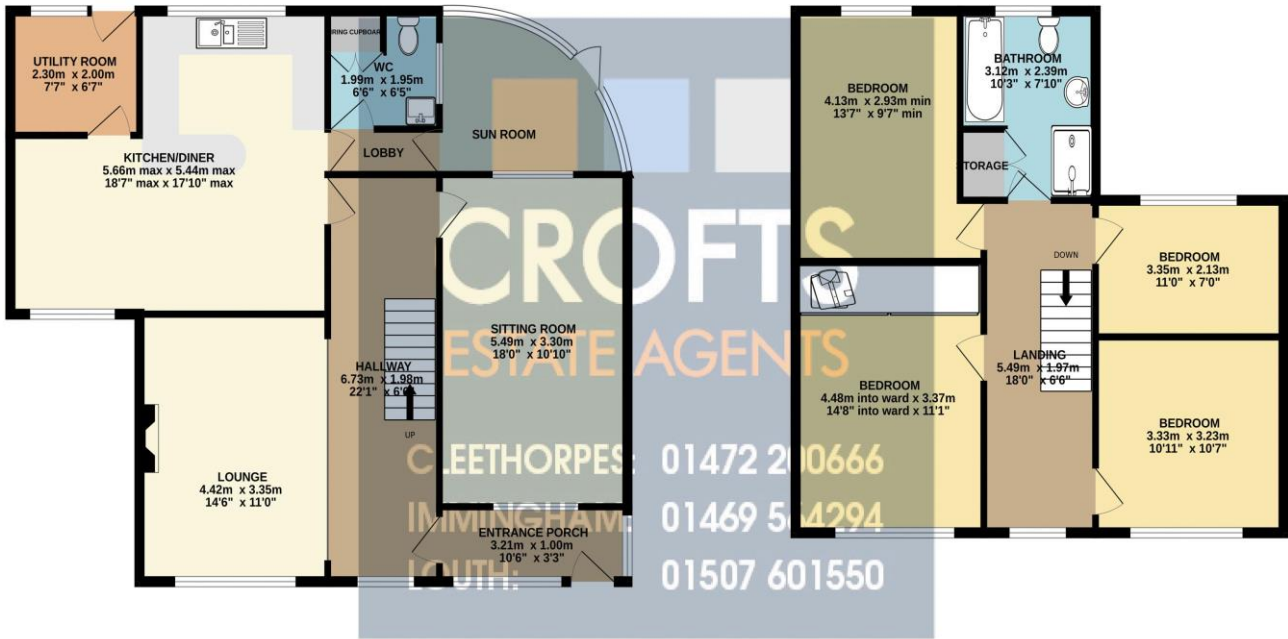 UTILITY ROOM
2.30m x 2.00m
7'7" x 6'7"
KITCHEN/DINER
5.66m max x 5.44m max
18'7" max x 17'10" max
RING CUPBOAR
WC
1.99m x 1.95m
6'6" x 6'5"
LOBBY
SUN ROOM
SITTING ROOM
5.49m x 3.30m
18'0" x 10'10"
HALLWAY
6.73m x 1.98m
22'1" x 6'6"
UP
LOUNGE
4.42m x 3.35m
14'6" x 11'0"
ENTRANCE PORCH
3.21m x 1.00m
10'6" x 3'3"
BEDROOM
4.13m x 2.93m min
13'7" x 9'7" min
BATHROOM
3.12m x 2.39m
10'3" x 7'10"
STORAGE
BEDROOM
3.35m x 2.13m
11'0" x 7'0"
DOWN
LANDING
5.49m x 1.97m
18'0" x 6'6"
BEDROOM
4.48m into ward x 3.37m
14'8" into ward x 11'1"
BEDROOM
3.33m x 3.23m
10'11" x 10'7"
CROFTS
ESTATE AGENTS
CLEETHORPES: 01472 200666
IMMINGHAM: 01469 564294
LOUTH: 01507 601550